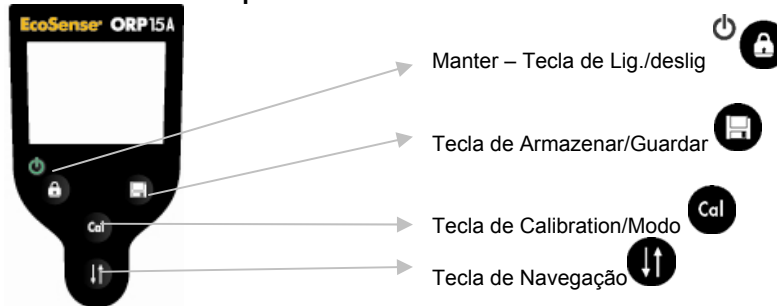 EcoSense® ORP15A
Manter – Tecla de Lig./deslig
Tecla de Armazenar/Guardar
Cal
Tecla de Calibration/Modo Cal
Tecla de Navegação